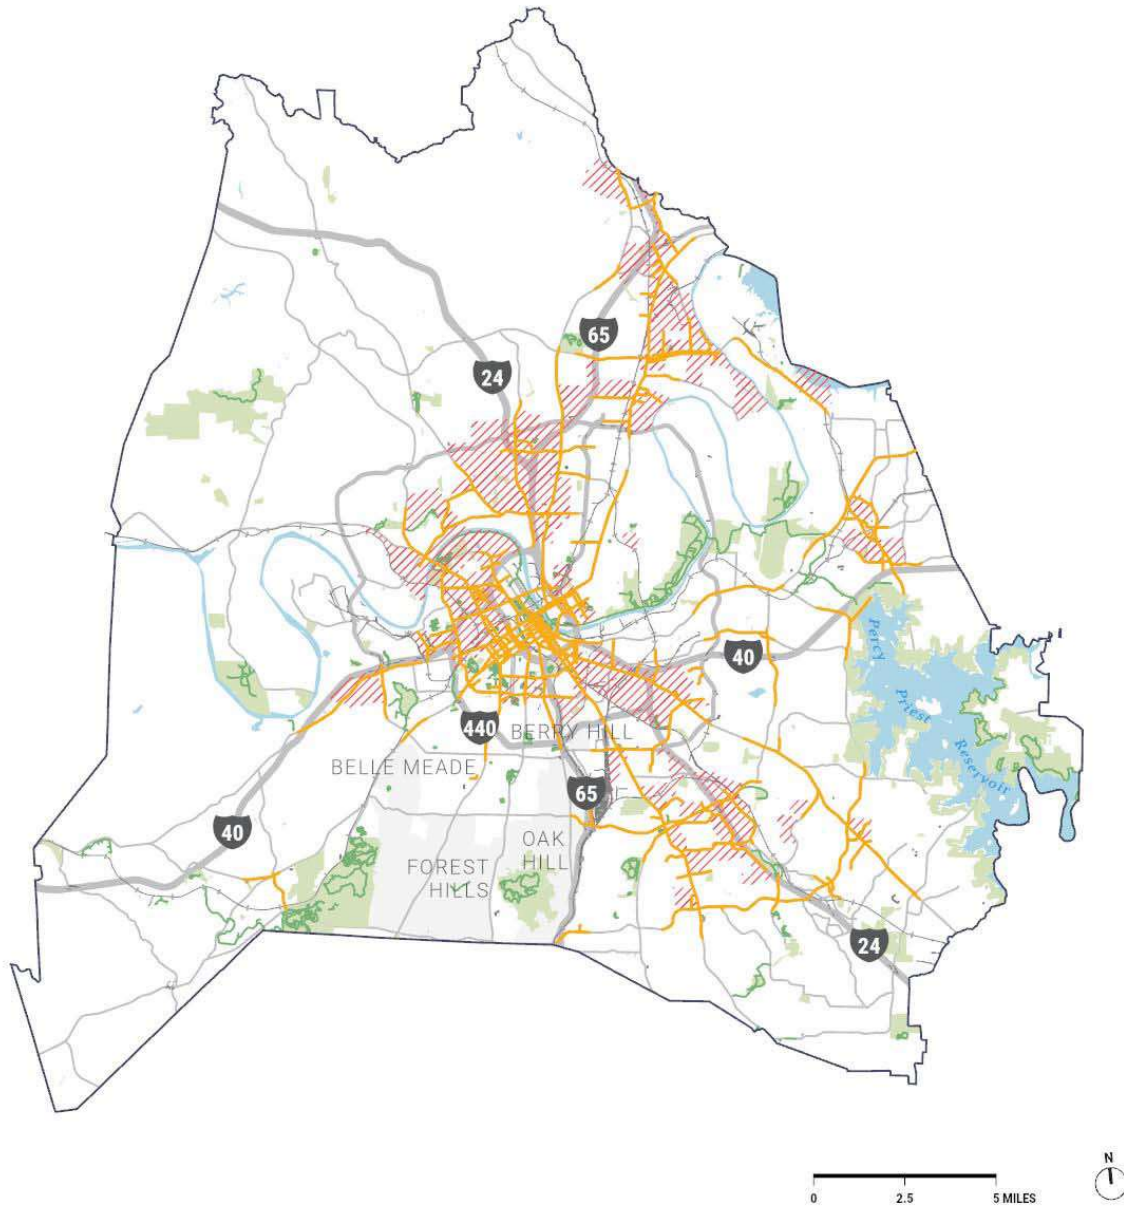 65
24
Percy
40
Priest
440
BERRY HILL
Reservoir
BELLE MEADE
65
40
OAK
HILL
FOREST
HILLS
24
N
0
2.5
5 MILES